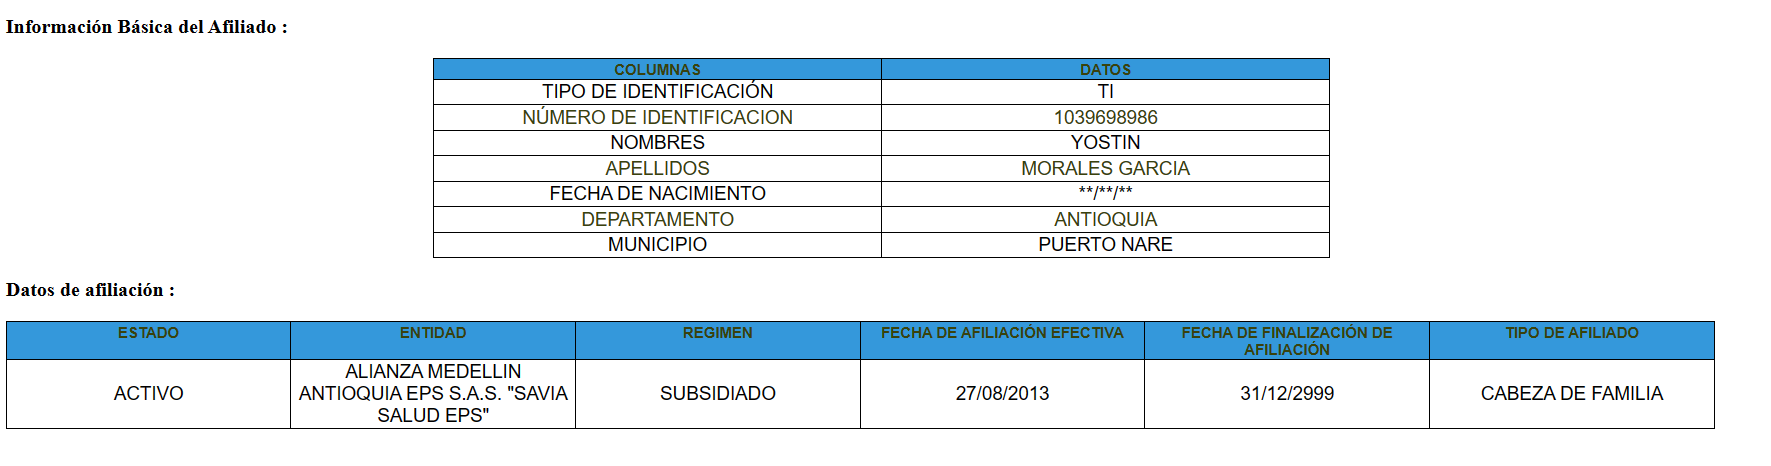 Información Básica del Afiliado :
COLUMNAS DATOS
TIPO DE IDENTIFICACIÓN TI
NÚMERO DE IDENTIFICACION 1039698986
NOMBRES YOSTIN
APELLIDOS MORALES GARCIA
FECHA DE NACIMIENTO **/**/**
DEPARTAMENTO ANTIOQUIA
MUNICIPIO PUERTO NARE
Datos de afiliación :
ESTADO ENTIDAD REGIMEN FECHA DE AFILIACIÓN EFECTIVA FECHA DE FINALIZACIÓN DE TIPO DE AFILIADO
AFILIACIÓN
ALIANZA MEDELLIN
ACTIVO ANTIOQUIA EPS S.A.S. "SAVIA SUBSIDIADO 27/08/2013 31/12/2999 CABEZA DE FAMILIA
SALUD EPS"